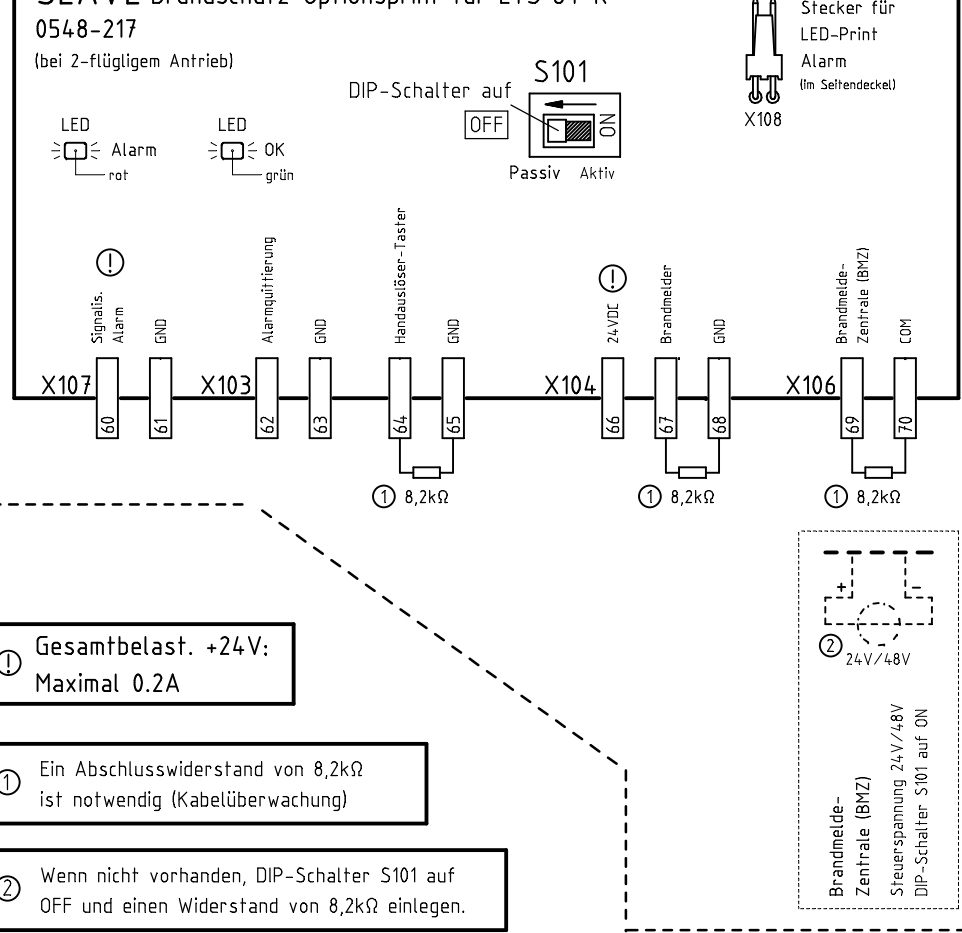 0548-217
(bei 2-flügligem Antrieb)
Stecker für
LED-Print
Alarm
(im Seitendeckel)
X108
S101
DIP-Schalter auf
OFF
ON
Passiv Aktiv
LED
Alarm
rot
LED
OK
grün
Signalis.
Alarm
GND
Alarmquittierung
GND
Handauslöser-Taster
GND
24VDC
Brandmelder
GND
Brandmelde-
Zentrale (BMZ)
COM
!
!
X107
60
61
X103
62
63
64
65
X104
66
67
68
X106
69
70
1 8,2kΩ
1 8,2kΩ
1 8,2kΩ
+ -
2
24V/48V
Brandmelde-
Zentrale (BMZ)
Steuerspannung 24V/48V
DIP-Schalter S101 auf ON
! Gesamtbelast. +24V:
Maximal 0.2A
1 Ein Abschlusswiderstand von 8,2kΩ
ist notwendig (Kabelüberwachung)
2 Wenn nicht vorhanden, DIP-Schalter S101 auf
OFF und einen Widerstand von 8,2kΩ einlegen.